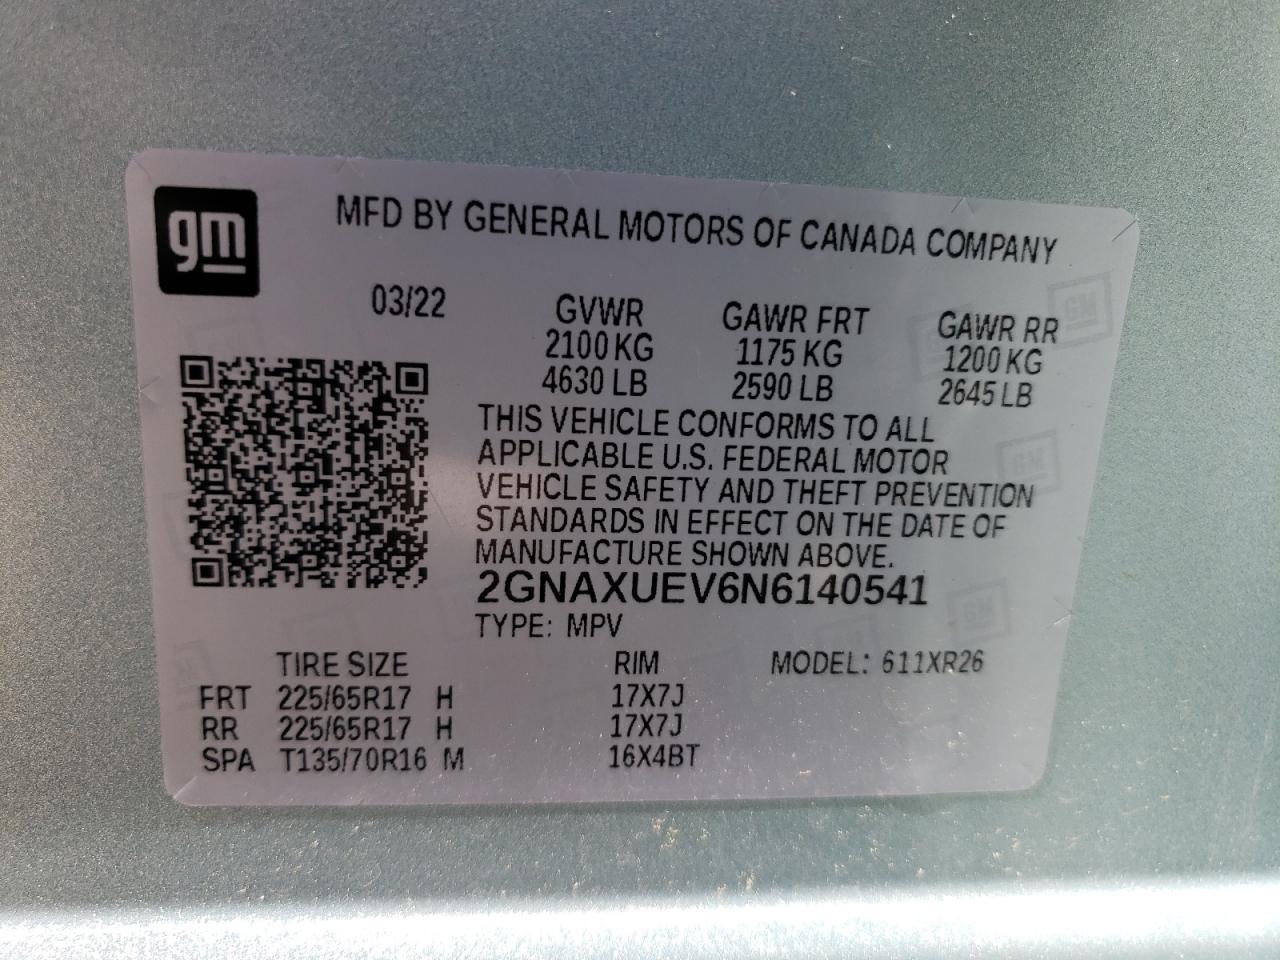 gm
MFD BY GENERAL MOTORS OF CANADA COMPANY
03/22 GVWR GAWR FRT GAWR RR
2100 KG 1175 KG 1200 KG
4630 LB 2590 LB 2645 LB
THIS VEHICLE CONFORMS TO ALL
APPLICABLE U.S. FEDERAL MOTOR
VEHICLE SAFETY AND THEFT PREVENTION
STANDARDS IN EFFECT ON THE DATE OF
MANUFACTURE SHOWN ABOVE.
2GNAXUEV6N6140541
TYPE: MPV
TIRE SIZE RIM MODEL: 611XR26
FRT 225/65R17 H 17X7J
RR 225/65R17 H 17X7J
SPA T135/70R16 M 16X4BT
GM
GM
GM